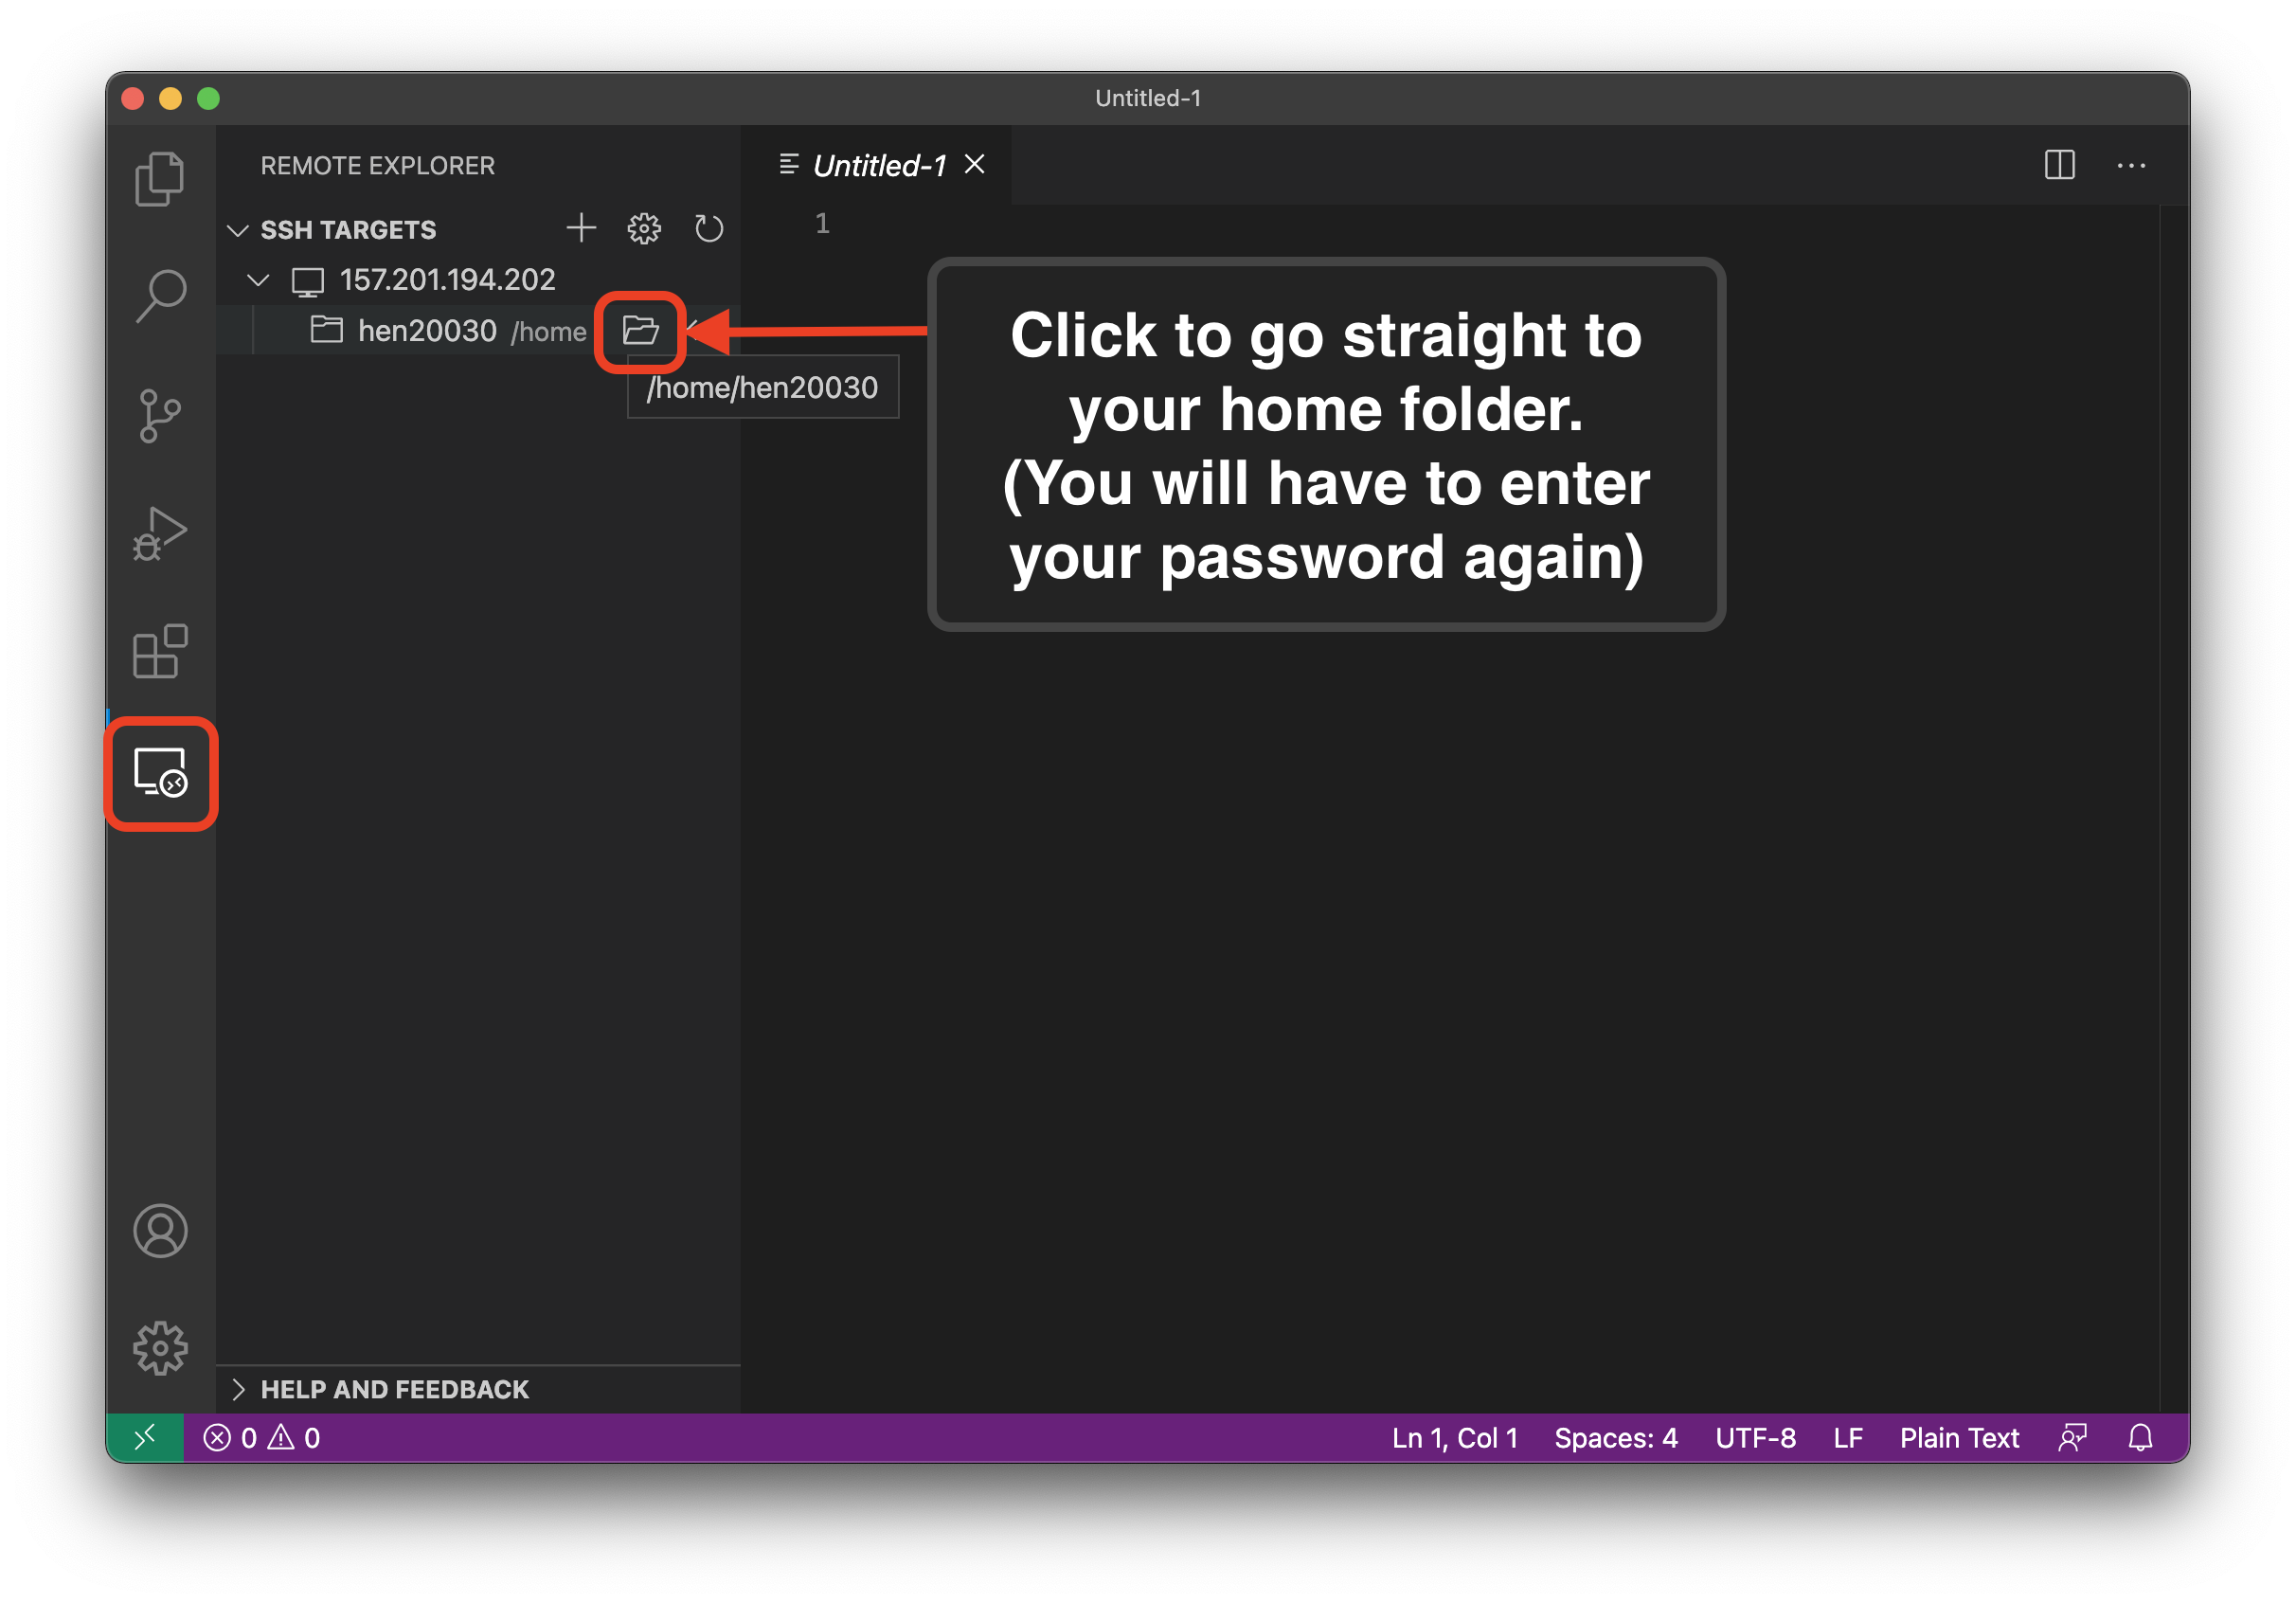 Untitled-1
REMOTE EXPLORER
SSH TARGETS
157.201.194.202
hen20030 /home
/home/hen20030
Untitled-1
1
Click to go straight to
your home folder.
(You will have to enter
your password again)
HELP AND FEEDBACK
0 0
Ln 1, Col 1 Spaces: 4 UTF-8 LF Plain Text